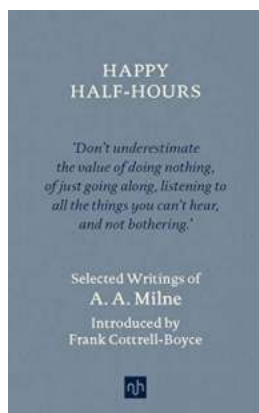 HAPPY
HALF-HOURS
‘Don’t underestimate
the value of doing nothing,
of just going along, listening to
all the things you can’t hear,
and not bothering.’
Selected Writings of
A. A. Milne
Introduced by
Frank Cottrell-Boyce
nh